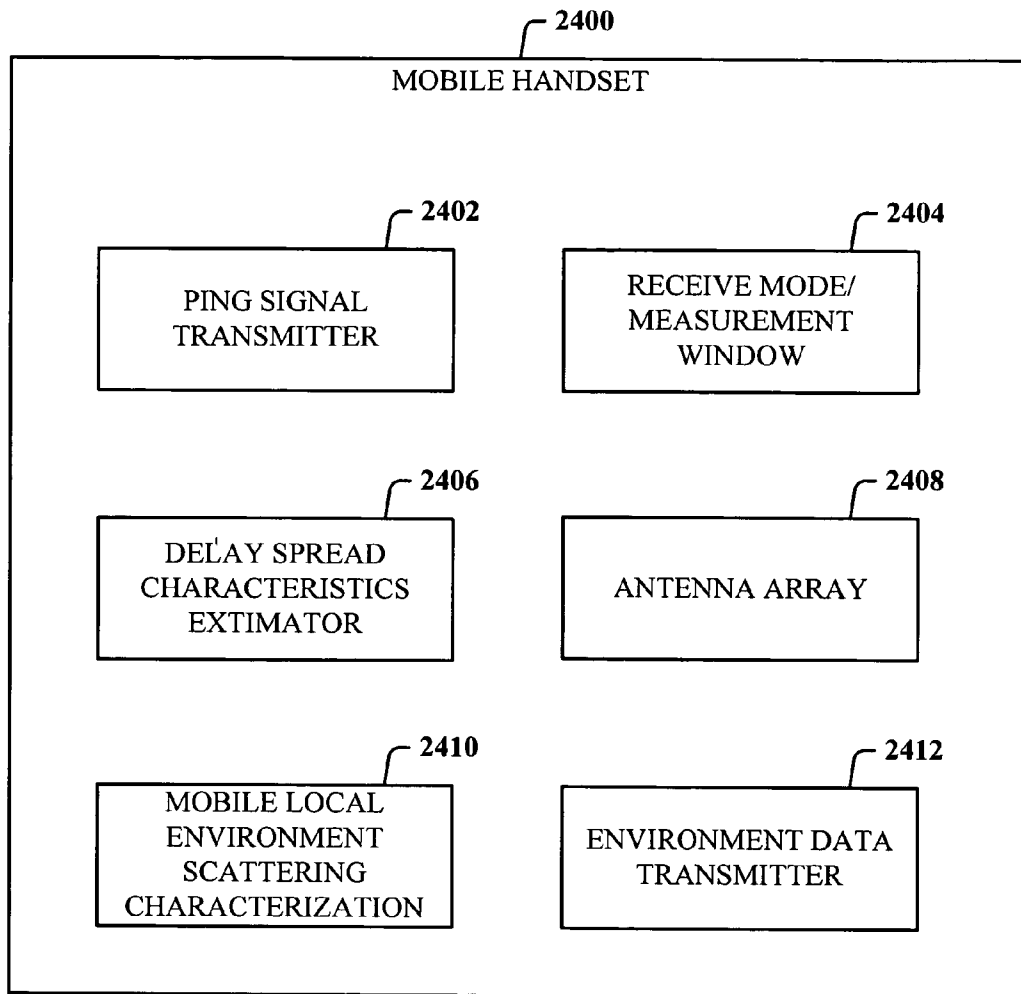 2400
MOBILE HANDSET
2402
PING SIGNAL
TRANSMITTER
2404
RECEIVE MODE/
MEASUREMENT
WINDOW
2406
DELAY SPREAD
CHARACTERISTICS
EXTIMATOR
2408
ANTENNA ARRAY
2410
MOBILE LOCAL
ENVIRONMENT
SCATTERING
CHARACTERIZATION
2412
ENVIRONMENT DATA
TRANSMITTER